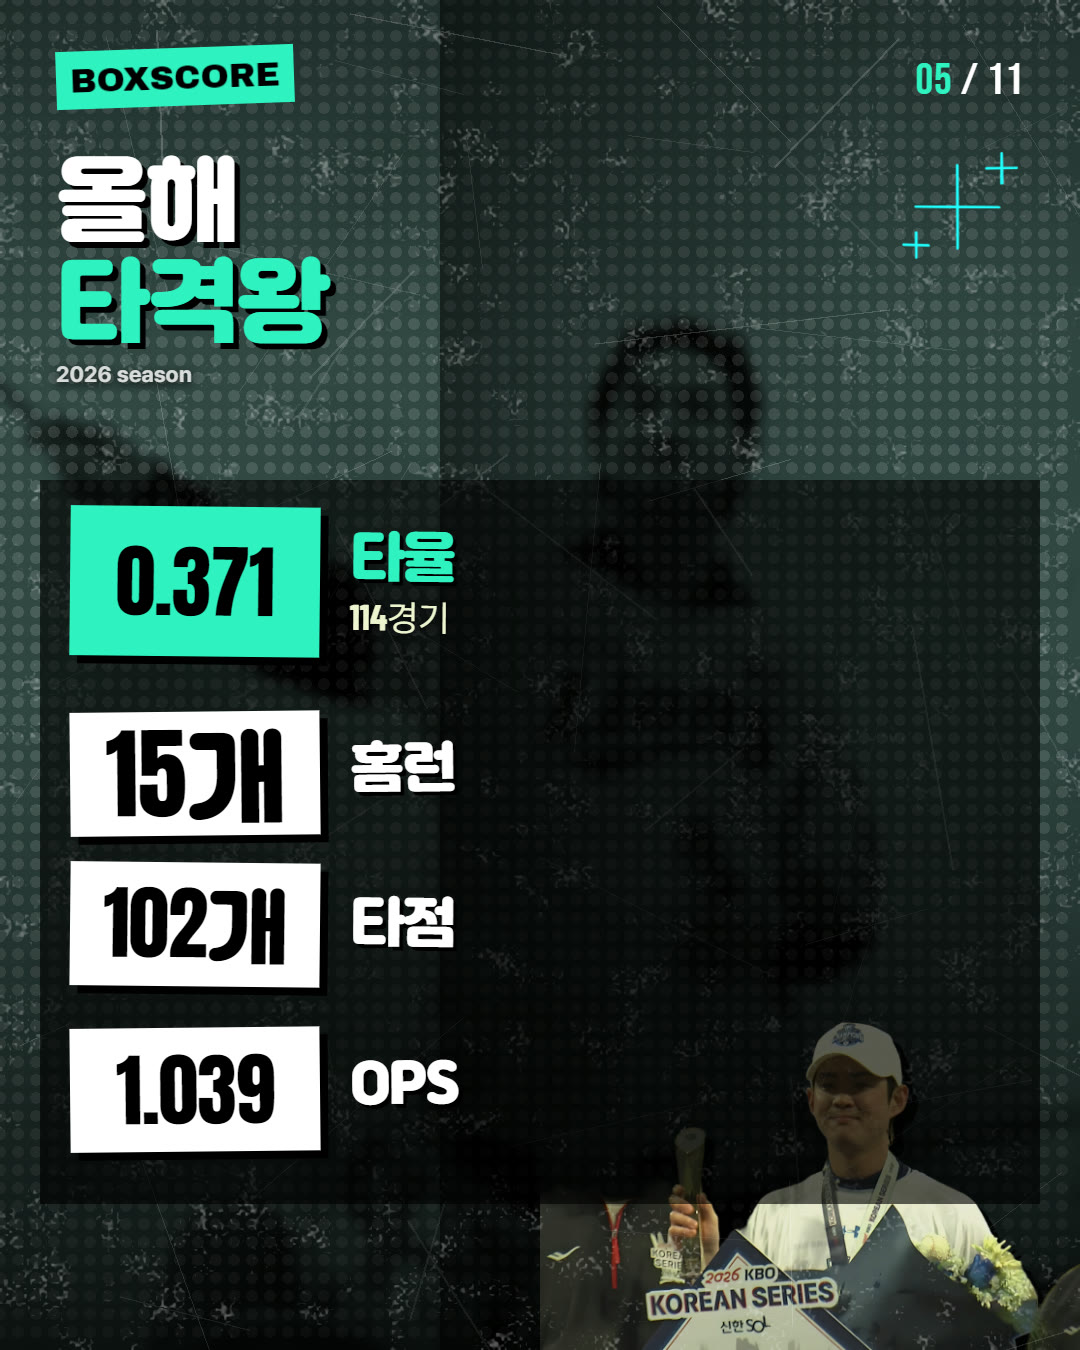 BOXSCORE
05 / 11
올해
타격왕
2026 season
0.371
타율
114경기
15개
홈런
102개
타점
1.039
OPS
KOREAN SERIES
2026 KBO
KOREAN SERIES
신한 SOL